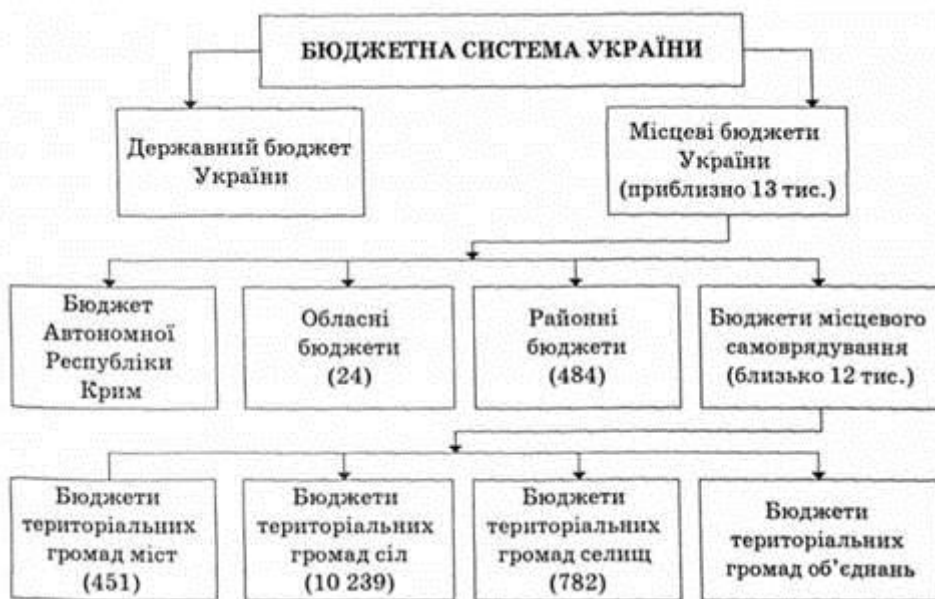 БЮДЖЕТНА СИСТЕМА УКРАЇНИ
Державний бюджет
України
Місцеві бюджети
України
(приблизно 13 тис.)
Бюджет
Автономної
Республіки
Крим
Обласні
бюджети
(24)
Районні
бюджети
(484)
Бюджети місцевого
самоврядування
(близько 12 тис.)
Бюджети
територіальних
громад міст
(451)
Бюджети
територіальних
громад сіл
(10 239)
Бюджети
територіальних
громад селищ
(782)
Бюджети
територіальних
громад об’єднань